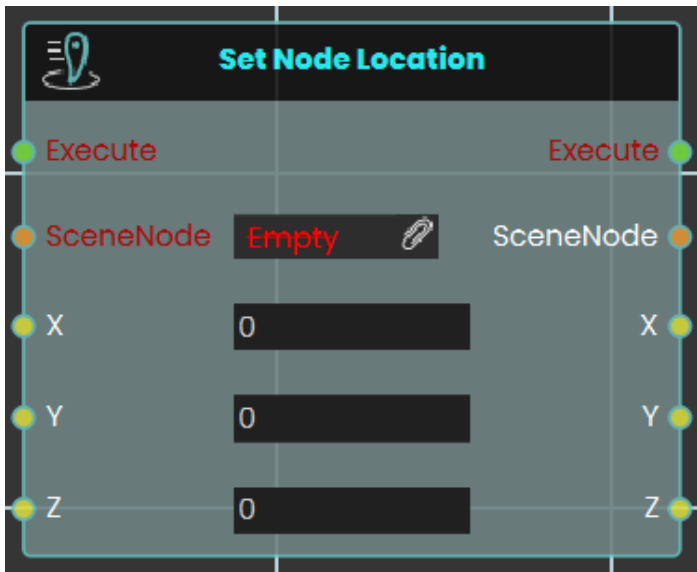 Set Node Location
Execute Execute
SceneNode Empty SceneNode
X 0 X
Y 0 Y
Z 0 Z